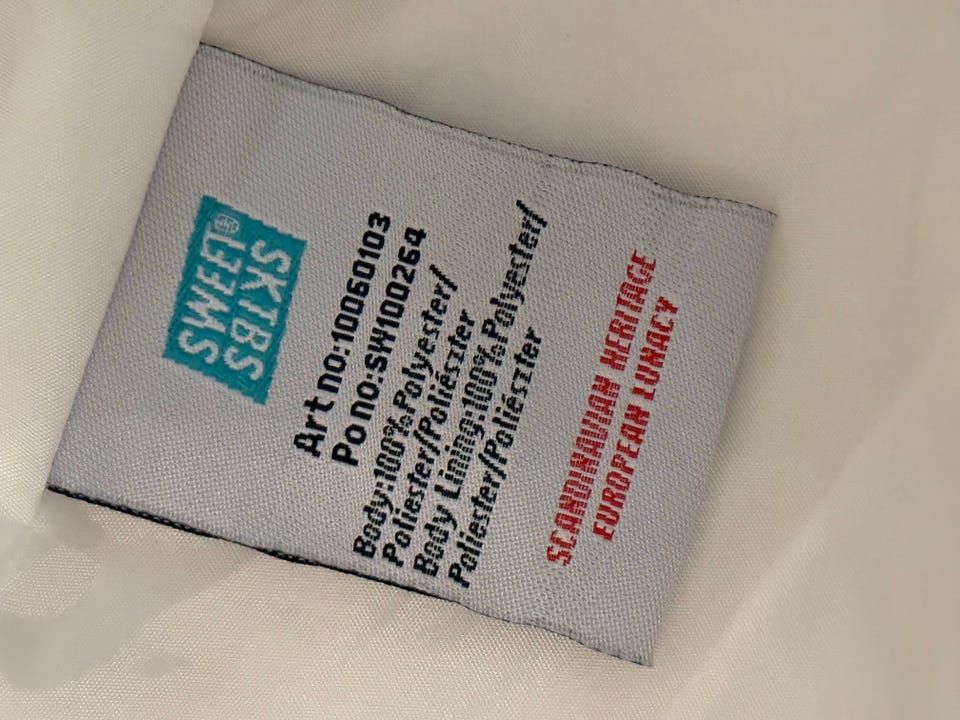 SWEET
SKTBS
Art no:10060103
Po no:SW100264
Body:100%Polyester/
Poliester/Poliészter
Body Lining:100%Polyester/
Poliester/Poliészter
SCANDINAVIAN HERITAGE
EUROPEAN LUNACY